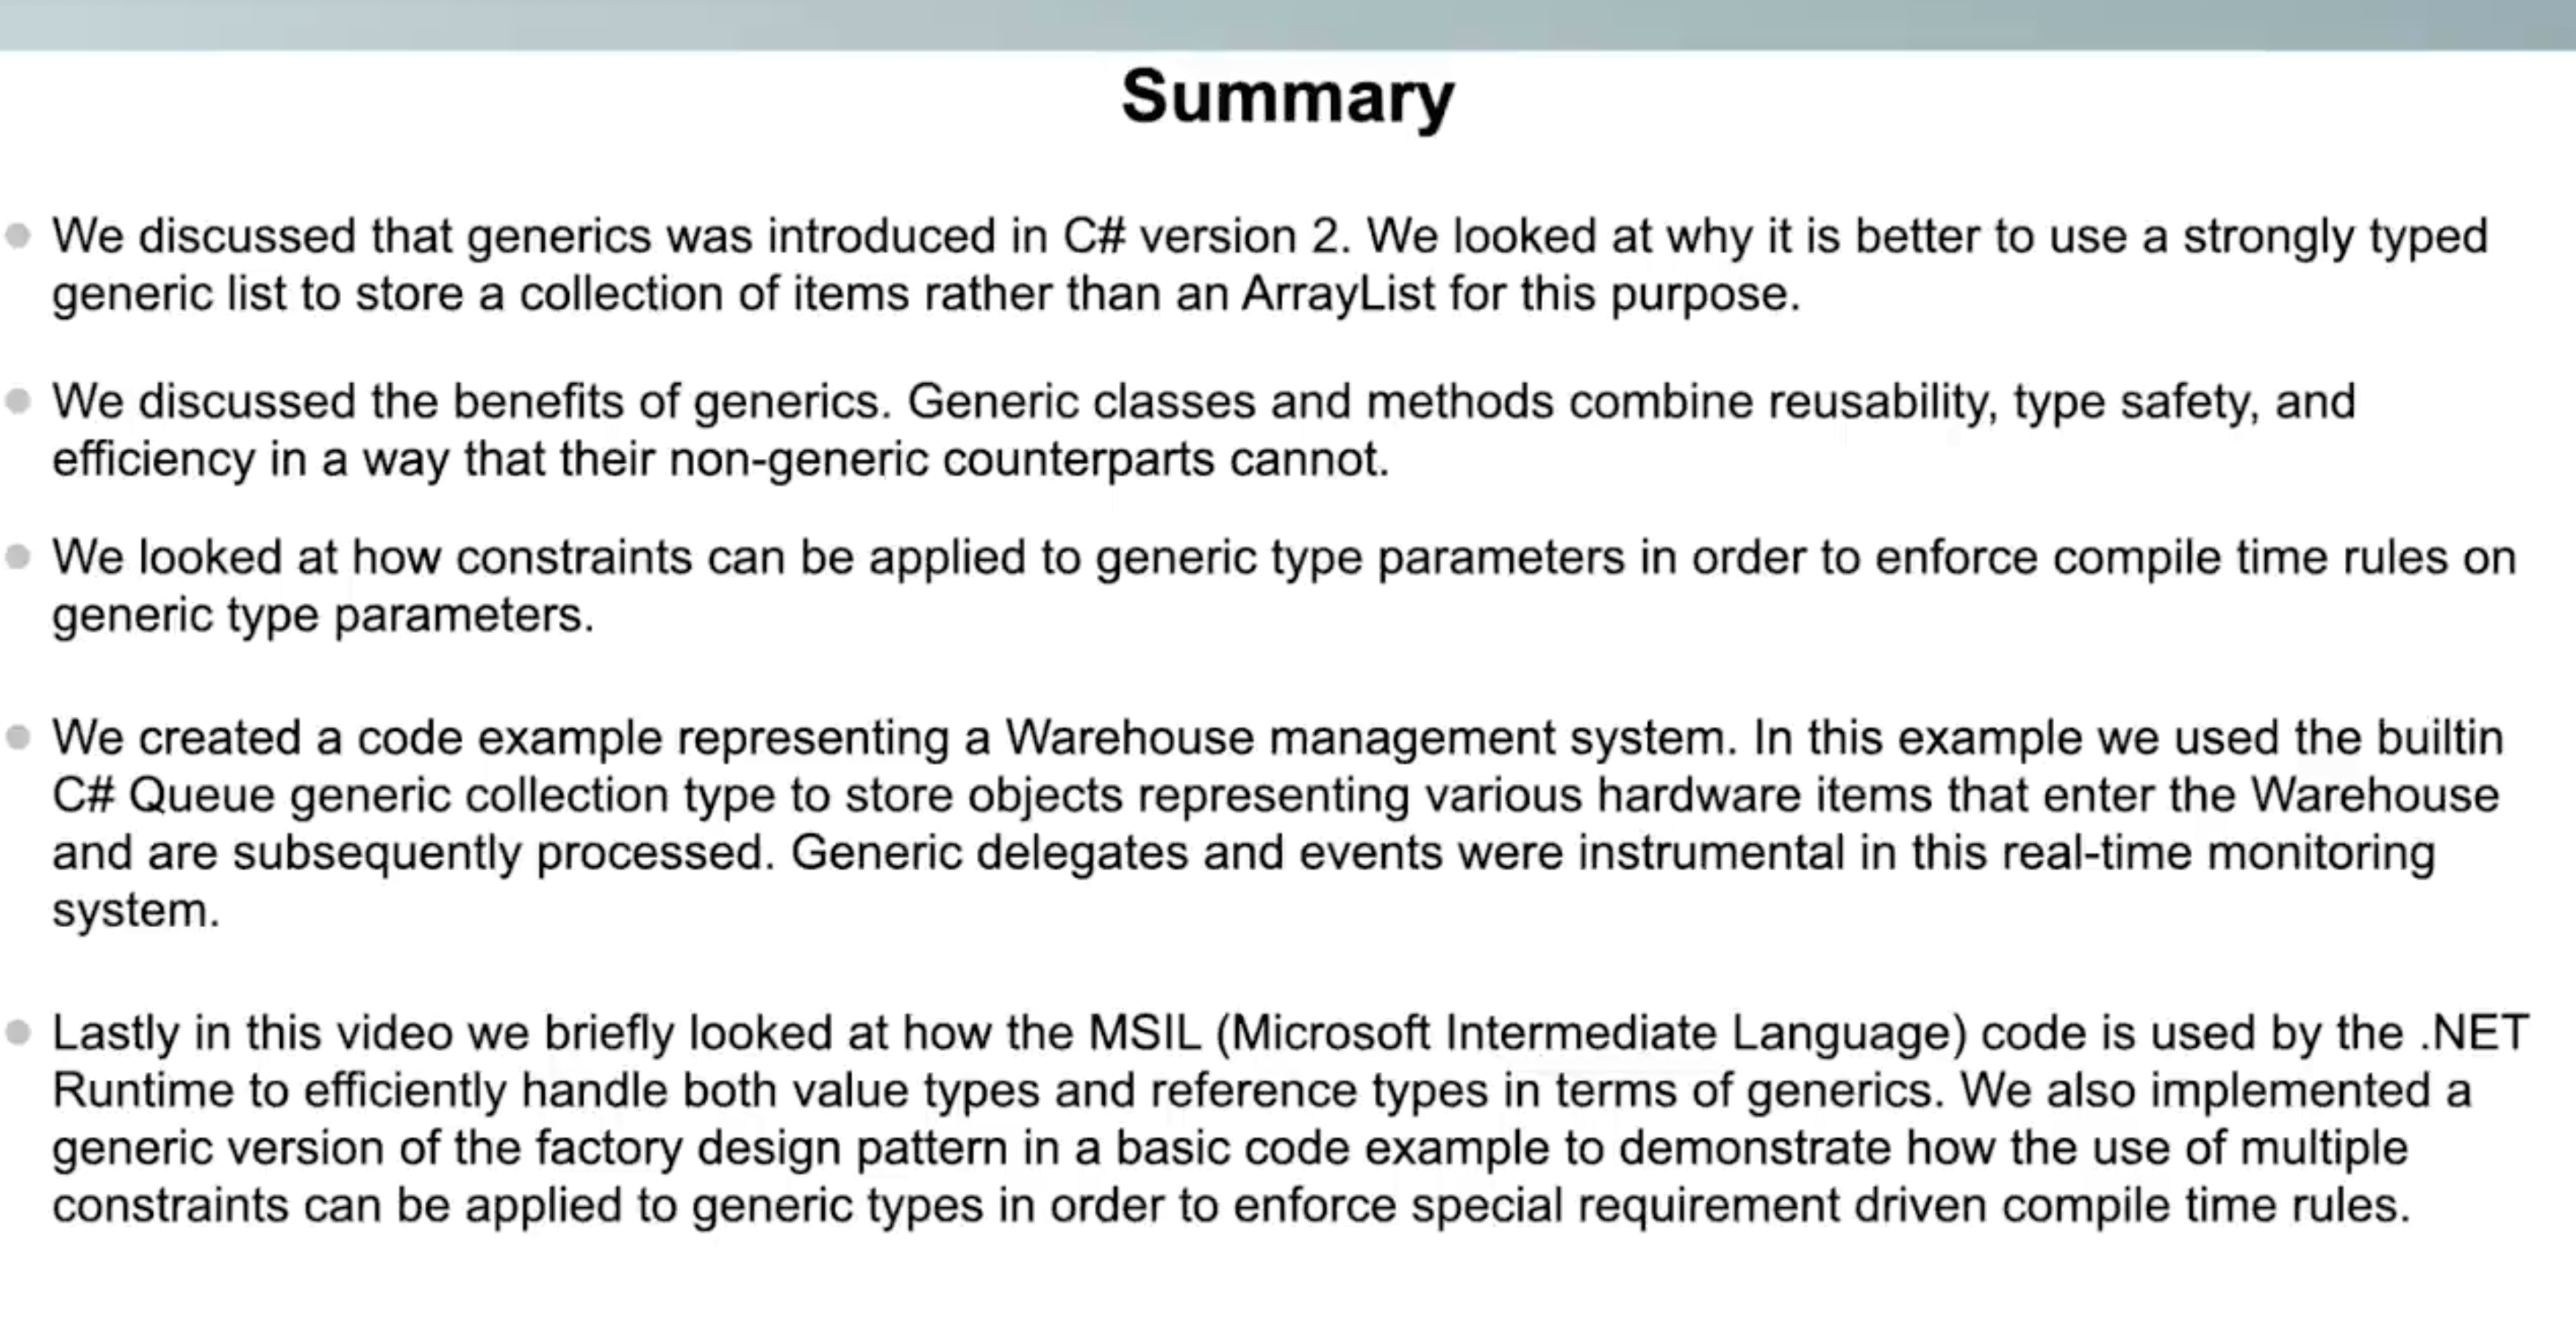 Summary
We discussed that generics was introduced in C# version 2. We looked at why it is better to use a strongly typed
generic list to store a collection of items rather than an ArrayList for this purpose.
We discussed the benefits of generics. Generic classes and methods combine reusability, type safety, and
efficiency in a way that their non-generic counterparts cannot.
We looked at how constraints can be applied to generic type parameters in order to enforce compile time rules on
generic type parameters.
We created a code example representing a Warehouse management system. In this example we used the builtin
C# Queue generic collection type to store objects representing various hardware items that enter the Warehouse
and are subsequently processed. Generic delegates and events were instrumental in this real-time monitoring
system.
Lastly in this video we briefly looked at how the MSIL (Microsoft Intermediate Language) code is used by the .NET
Runtime to efficiently handle both value types and reference types in terms of generics. We also implemented a
generic version of the factory design pattern in a basic code example to demonstrate how the use of multiple
constraints can be applied to generic types in order to enforce special requirement driven compile time rules.